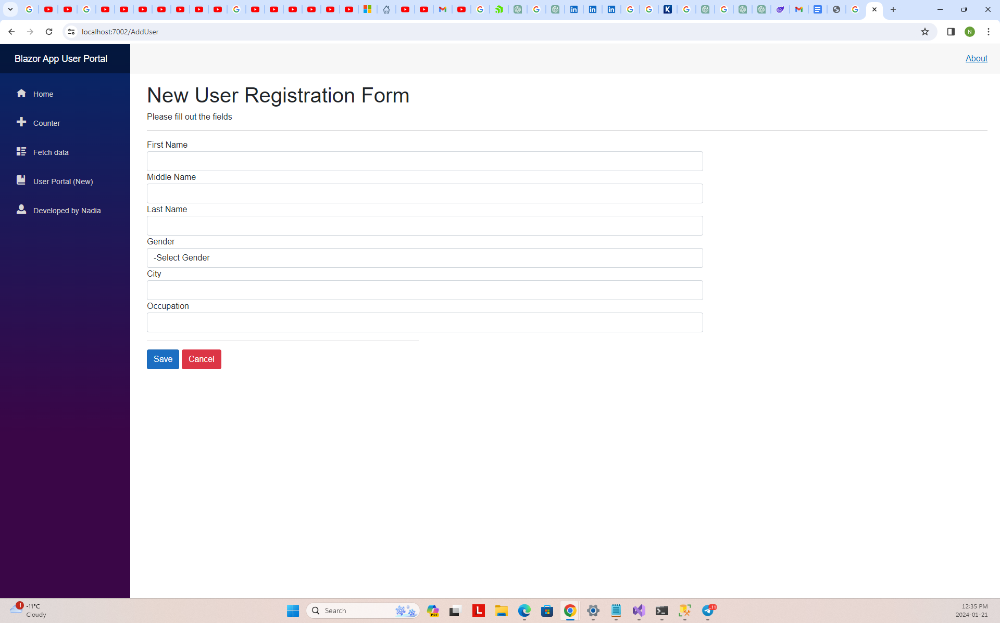 localhost:7002/AddUser
N
Blazor App User Portal
About
Home
Counter
Fetch data
User Portal (New)
Developed by Nadia
New User Registration Form
Please fill out the fields
First Name
Middle Name
Last Name
Gender
-Select Gender
City
Occupation
Save
Cancel
1
-11°C
Cloudy
Search
PRE
L
11
12:35 PM
2024-01-21